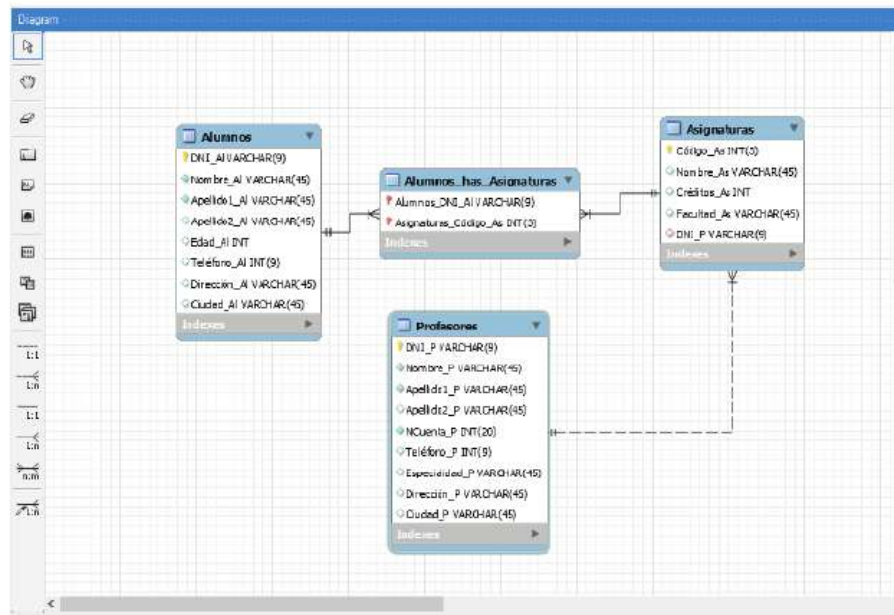 Diagram
Alumnos
DNI_Al VARCHAR(9)
Nombre_Al VARCHAR(45)
Apellido1_Al VARCHAR(45)
Apellido2_Al VARCHAR(45)
Edad_Al INT
Teléfono_Al INT(9)
Dirección_Al VARCHAR(45)
Ciudad_Al VARCHAR(45)
Indexes
Alumnos_has_Asignaturas
Alumnos_DNI_Al VARCHAR(9)
Asignaturas_Código_As INT(3)
Indexes
Asignaturas
Código_As INT(3)
Nombre_As VARCHAR(45)
Créditos_As INT
Facultad_As VARCHAR(45)
DNI_P VARCHAR(9)
Indexes
Profesores
DNI_P VARCHAR(9)
Nombre_P VARCHAR(45)
Apellido1_P VARCHAR(45)
Apellido2_P VARCHAR(45)
NCuenta_P INT(20)
Teléfono_P INT(9)
Especialidad_P VARCHAR(45)
Dirección_P VARCHAR(45)
Ciudad_P VARCHAR(45)
Indexes
1:1
1:n
1:1
1:n
n:m
1:n